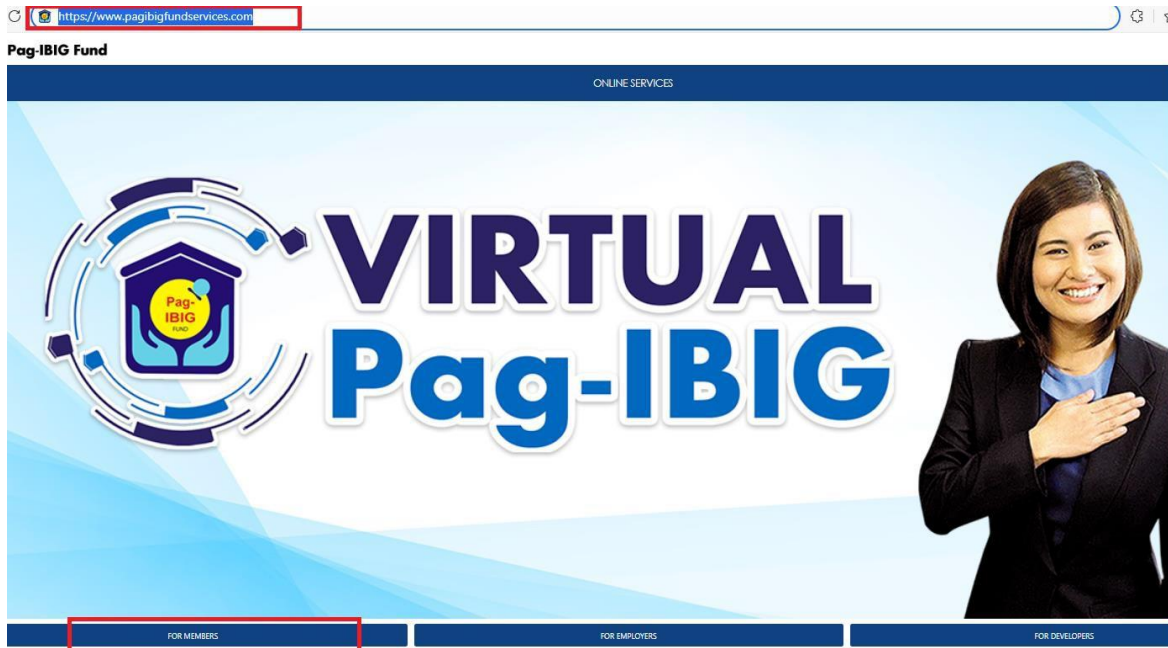 https://www.pagibigfundservices.com
Pag-IBIG Fund
ONLINE SERVICES
Pag-
IBIG
FUND
VIRTUAL
Pag-IBIG
FOR MEMBERS
FOR EMPLOYERS
FOR DEVELOPERS